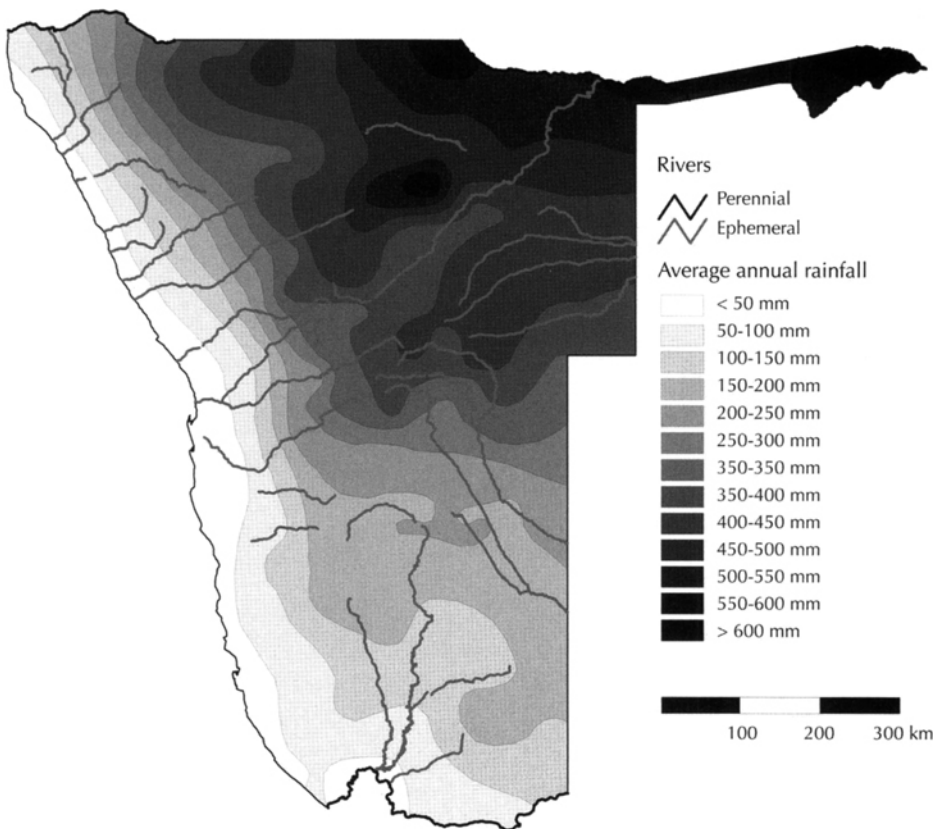 Rivers
Perennial
Ephemeral
Average annual rainfall
< 50 mm
50-100 mm
100-150 mm
150-200 mm
200-250 mm
250-300 mm
350-350 mm
350-400 mm
400-450 mm
450-500 mm
500-550 mm
550-600 mm
> 600 mm
100 200 300 km